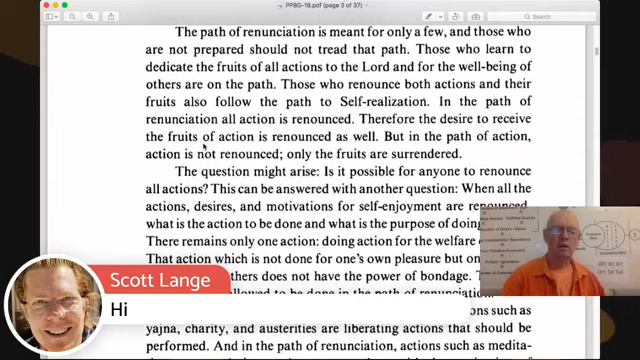 PPBG-18.pdf (page 3 of 37)
Search
The path of renunciation is meant for only a few, and those who
are not prepared should not tread that path. Those who learn to
dedicate the fruits of all actions to the Lord and for the well-being of
others are on the path. Those who renounce both actions and their
fruits also follow the path to Self-realization. In the path of
renunciation all action is renounced. Therefore the desire to receive
the fruits of action is renounced as well. But in the path of action,
action is not renounced; only the fruits are surrendered.
The question might arise: Is it possible for anyone to renounce
all actions? This can be answered with another question: When all the
actions, desires, and motivations for self-enjoyment are renounced,
what is the action to be done and what is the purpose of doing
There remains only one action: doing action for the welfare
That action which is not done for one's own pleasure but on
others does not have the power of bondage.
allowed to be done in the path of renunciation.
actions such as
yajna, charity, and austerities are liberating actions that should be
performed. And in the path of renunciation, actions such as medita-
Scott Lange
Hi
Om Tat Sat